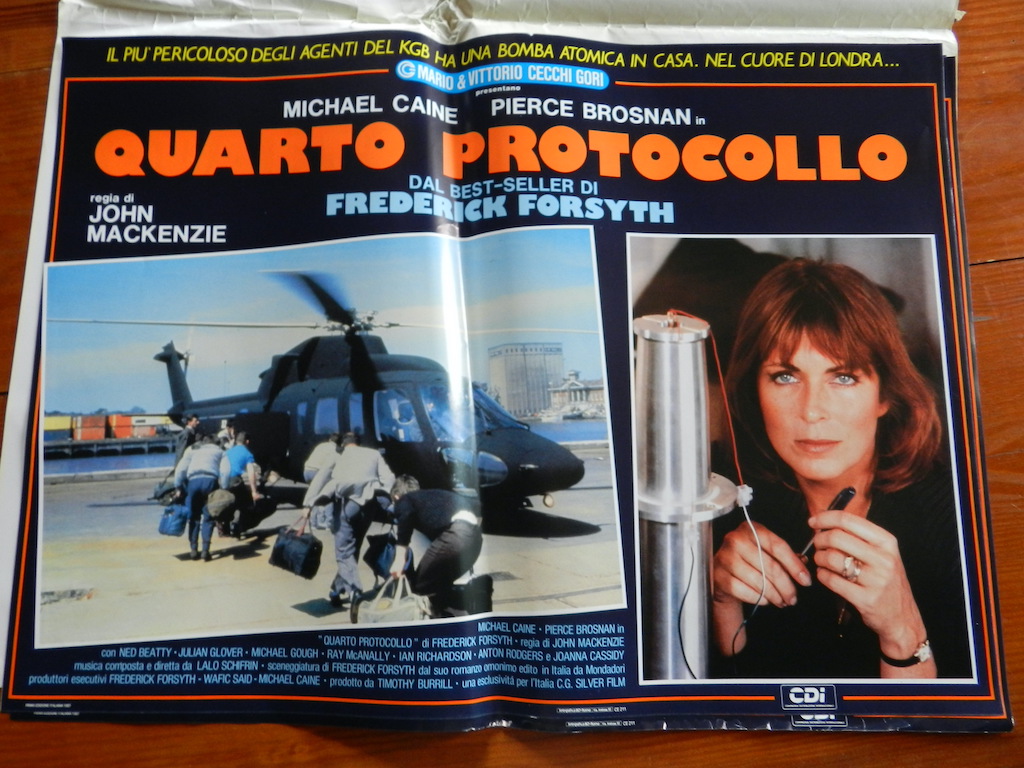 IL PIU' PERICOLOSO DEGLI AGENTI DEL KGB HA UNA BOMBA ATOMICA IN CASA. NEL CUORE DI LONDRA...
MARIO & VITTORIO CECCHI GORI
presentano
MICHAEL CAINE PIERCE BROSNAN in
QUARTO PROTOCOLLO
DAL BEST-SELLER DI
FREDERICK FORSYTH
regia di
JOHN
MACKENZIE
MICHAEL CAINE · PIERCE BROSNAN in
"QUARTO PROTOCOLLO" di FREDERICK FORSYTH · regia di JOHN MACKENZIE
con NED BEATTY · JULIAN GLOVER · MICHAEL GOUGH · RAY McANALLY · IAN RICHARDSON · ANTON RODGERS e JOANNA CASSIDY
musica composta e diretta da LALO SCHIFRIN · sceneggiatura di FREDERICK FORSYTH dal suo romanzo omonimo edito in Italia da Mondadori
produttori esecutivi FREDERICK FORSYTH · WAFIC SAID · MICHAEL CAINE · prodotto da TIMOTHY BURRILL · una esclusività per l'Italia C.G. SILVER FILM
CDi